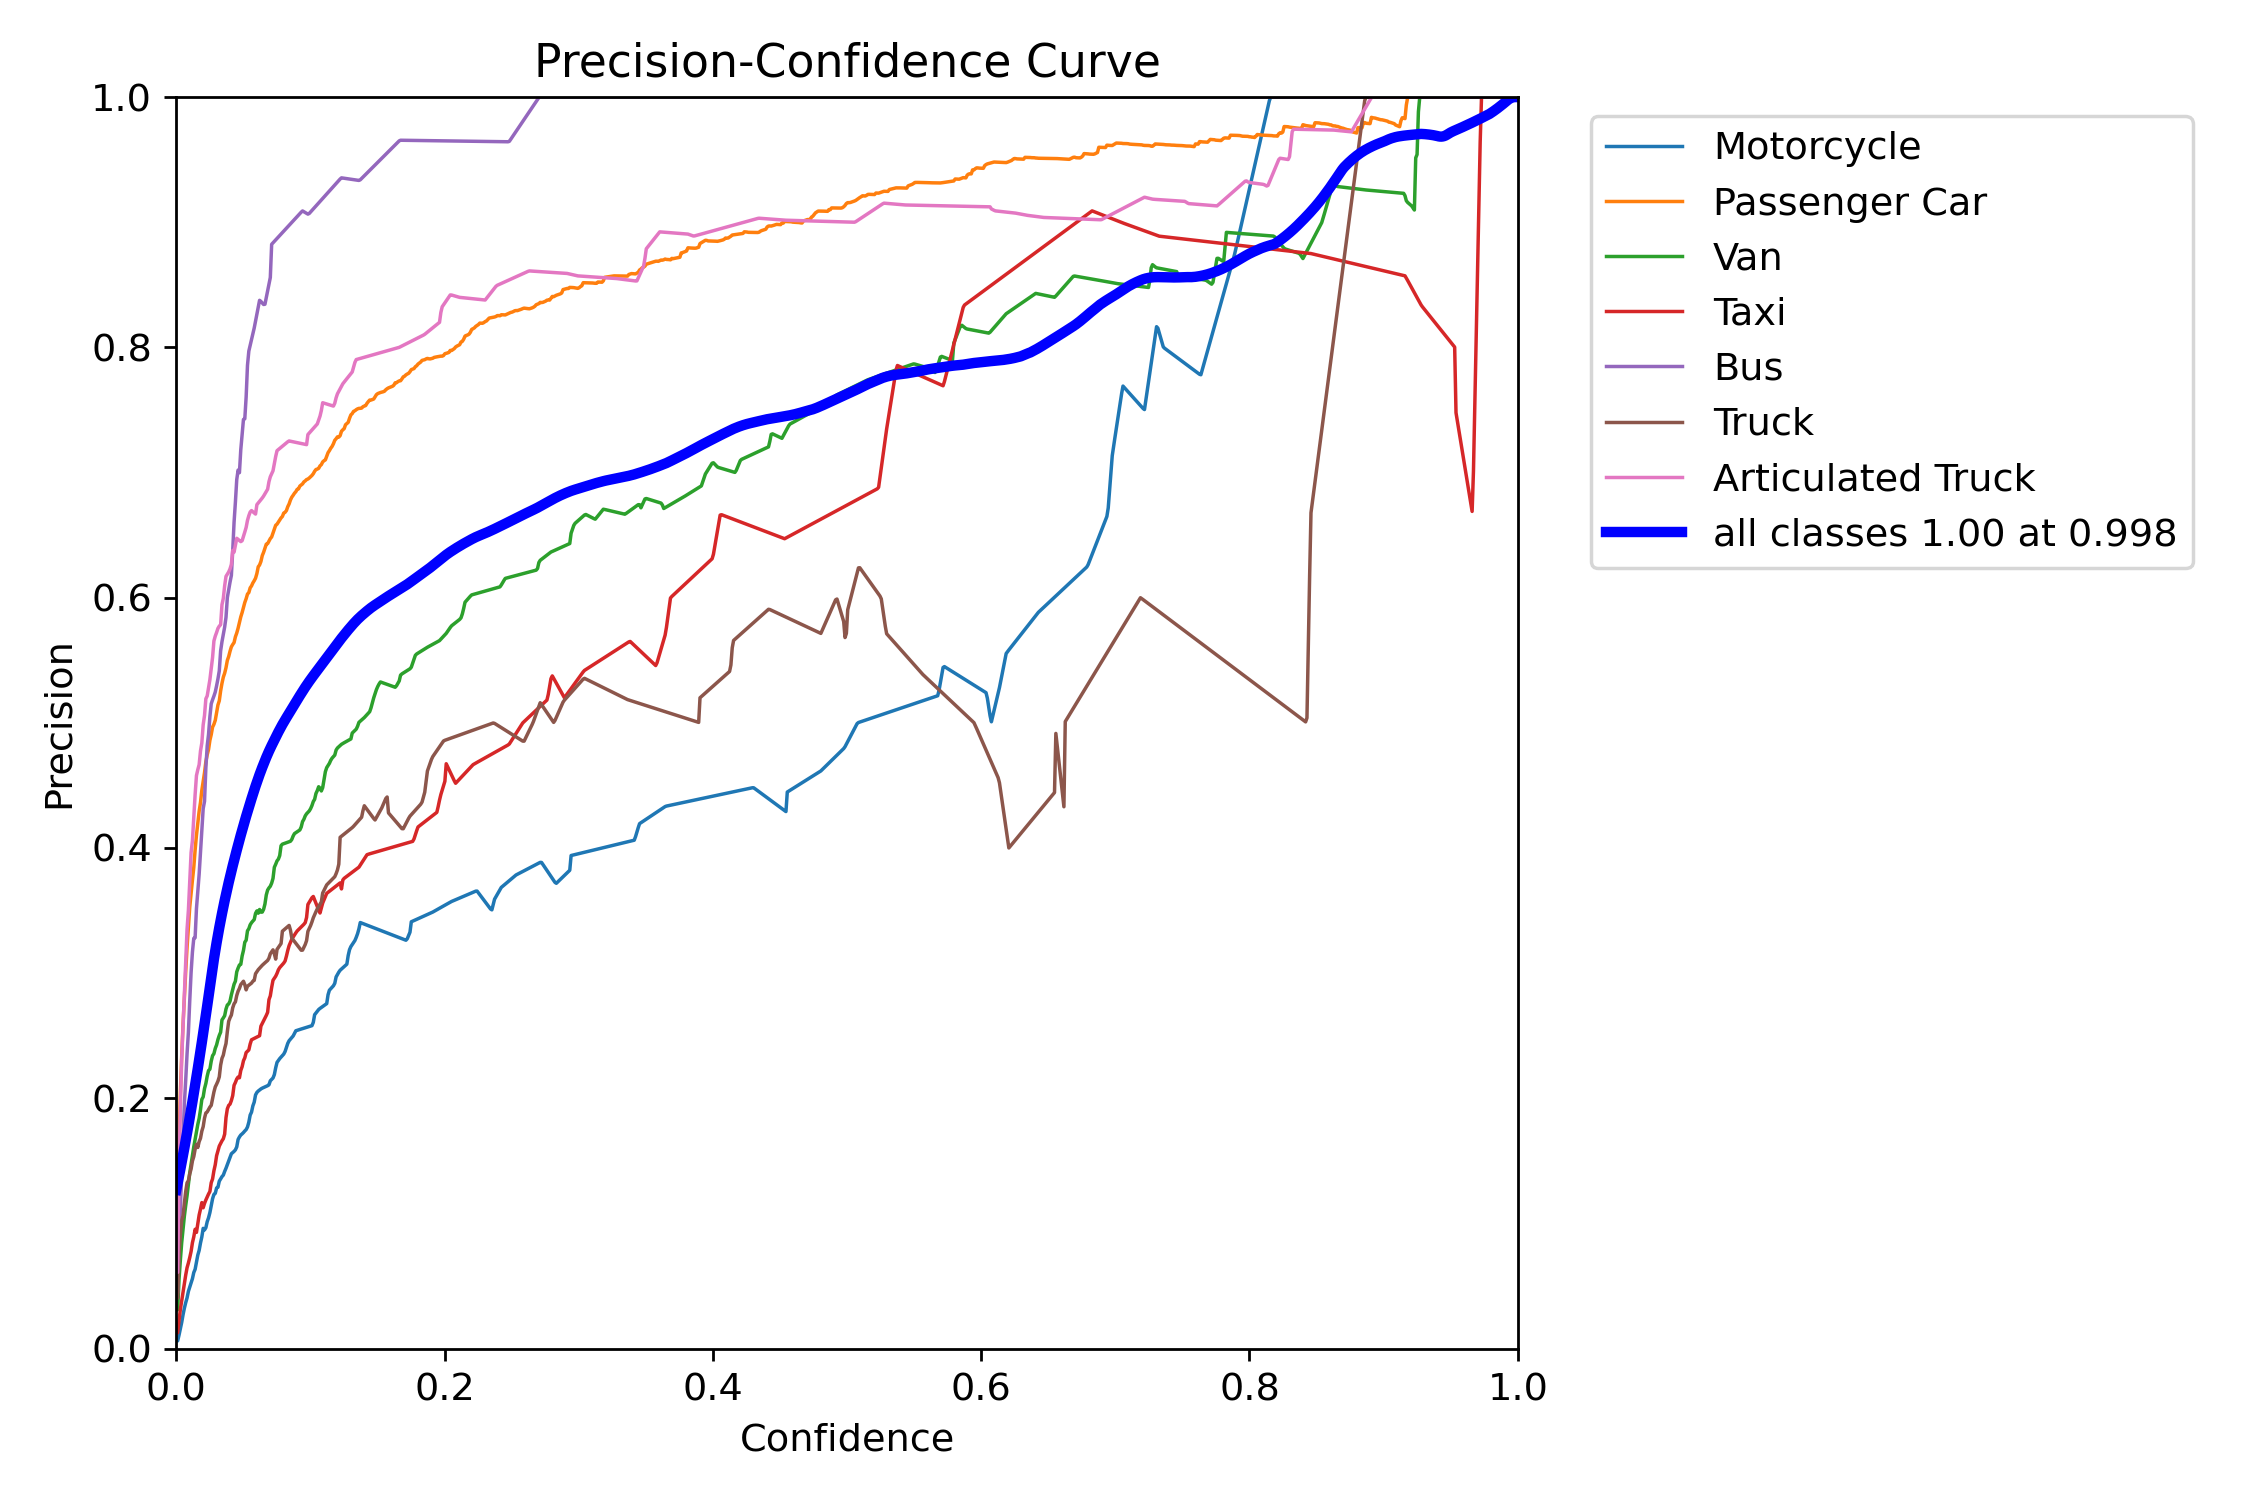 Precision-Confidence Curve
1.0
0.8
0.6
0.4
0.2
0.0
Precision
0.0 0.2 0.4 0.6 0.8 1.0
Confidence
Motorcycle
Passenger Car
Van
Taxi
Bus
Truck
Articulated Truck
all classes 1.00 at 0.998